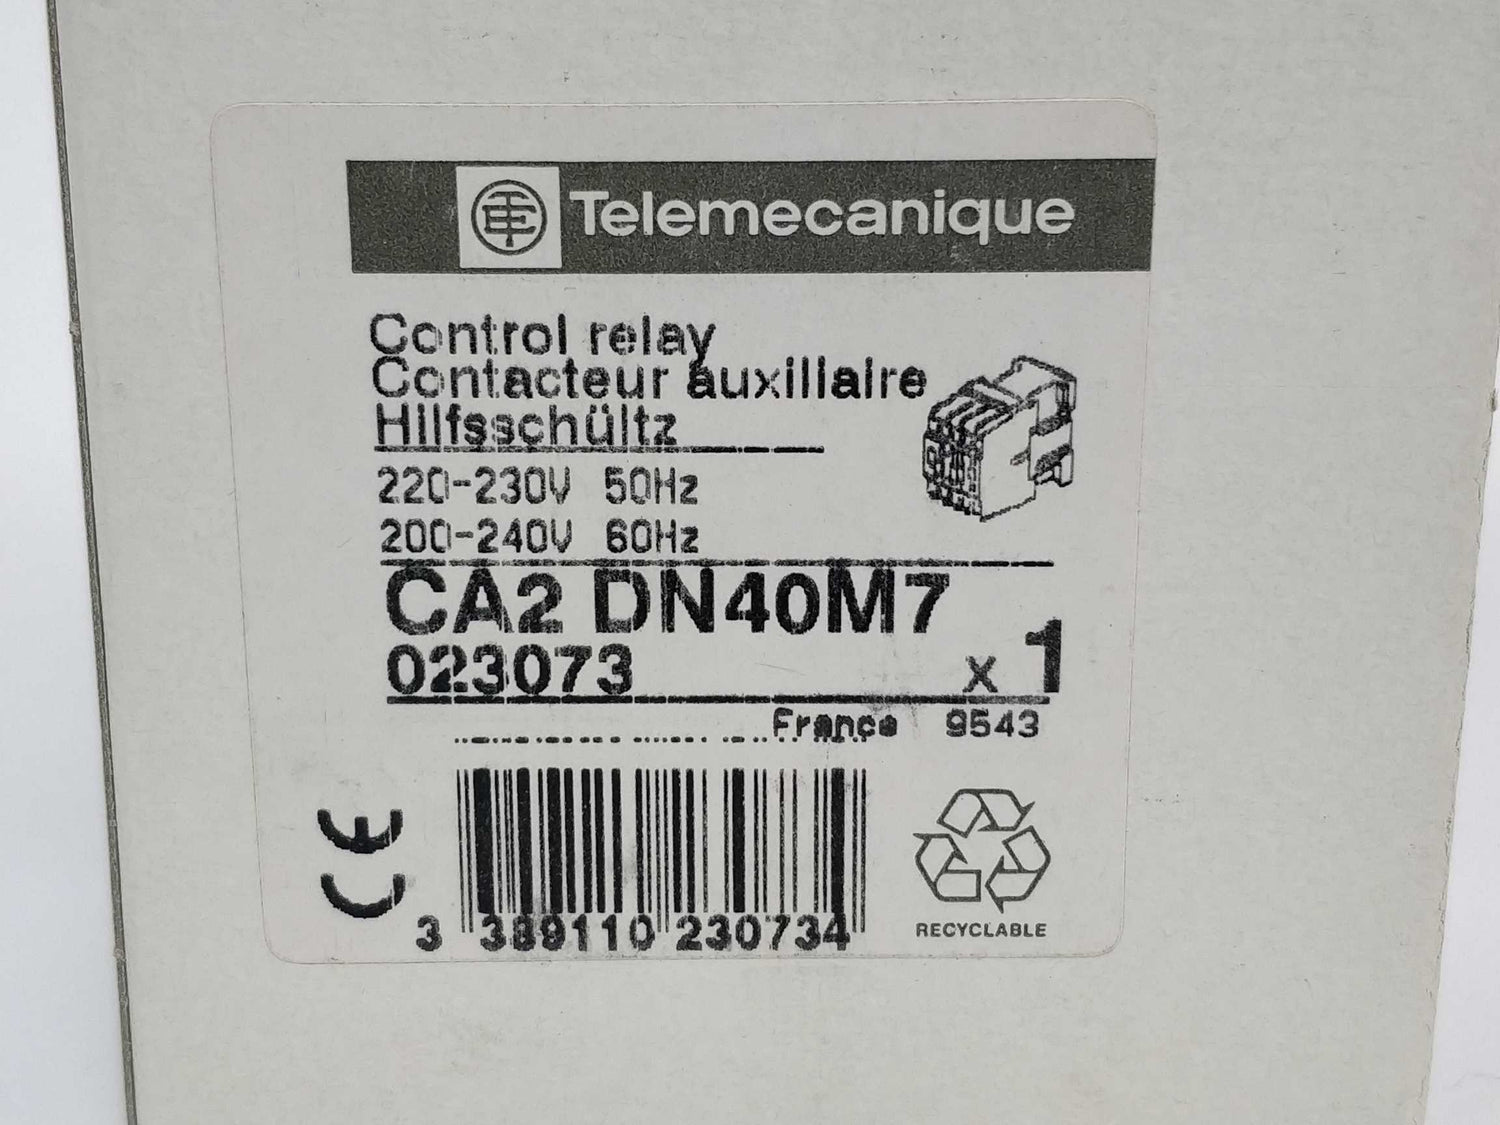 Telemecanique
Control relay
Contacteur auxiliaire
Hilfsschültz
220-230V 50Hz
200-240V 60Hz
CA2 DN40M7
023073 x 1
France 9543
3 389110 230734
CE
RECYCLABLE